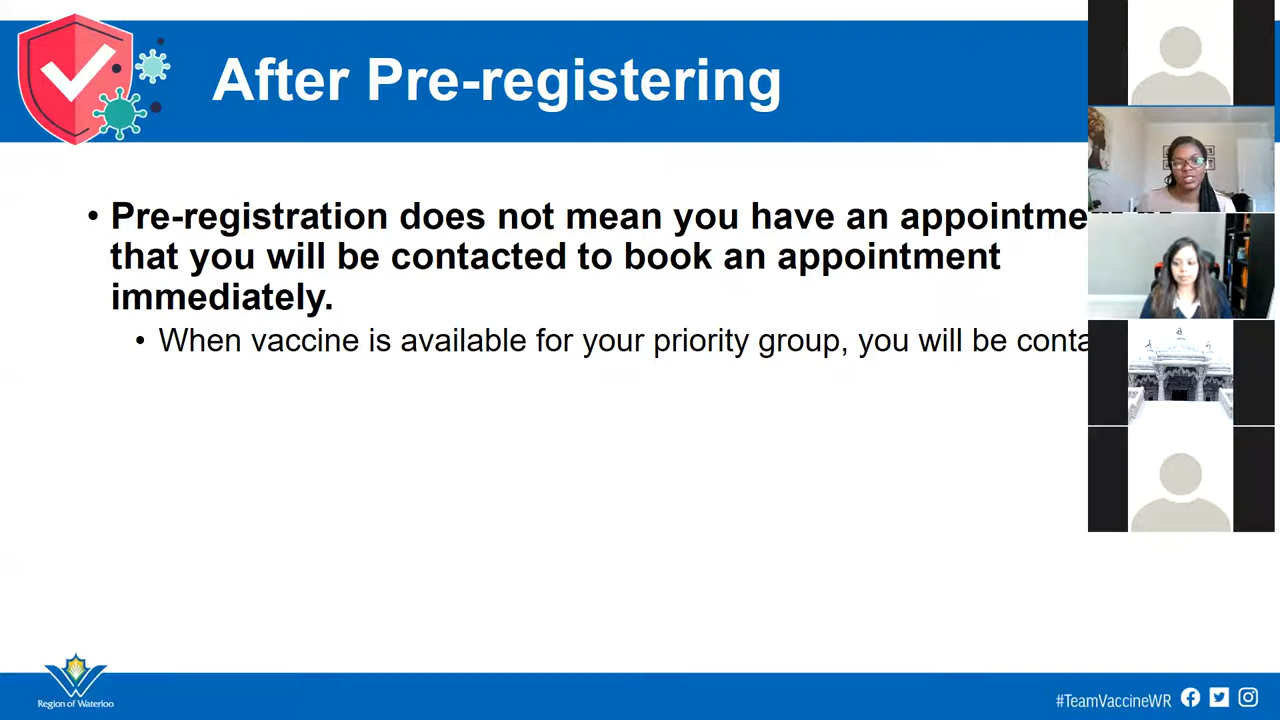 After Pre-registering
• Pre-registration does not mean you have an
that you will be contacted to book an appointment
immediately.
• When vaccine is available for your priority group, you will be
Region of Waterloo
#TeamVaccineWR